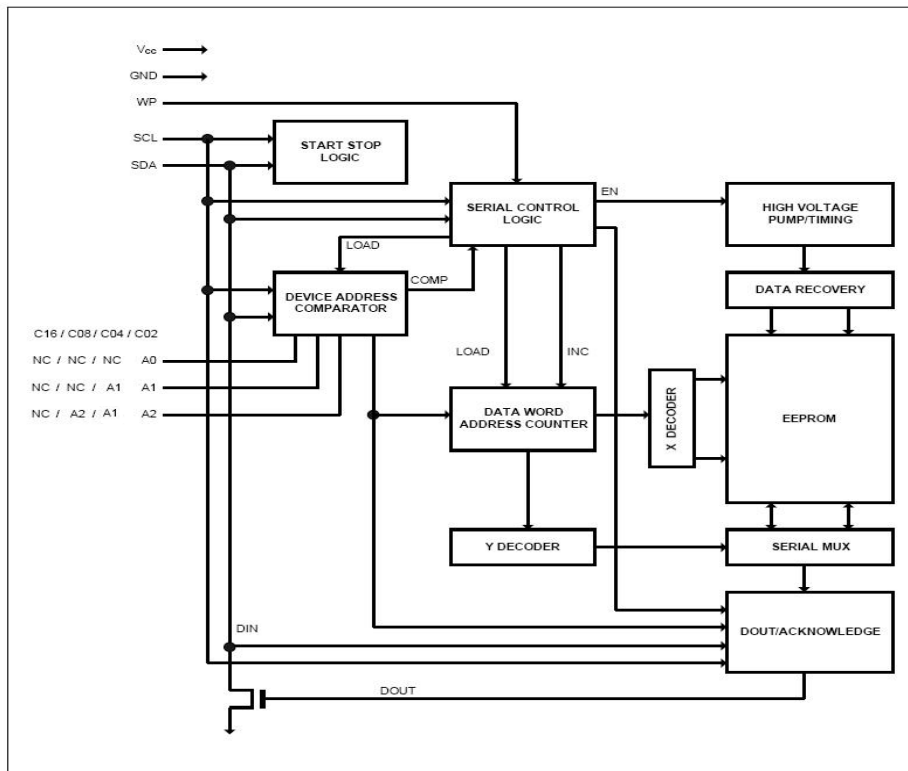 Vcc
GND
WP
SCL
SDA
START STOP
LOGIC
SERIAL CONTROL
LOGIC
EN
HIGH VOLTAGE
PUMP/TIMING
LOAD
COMP
DATA RECOVERY
DEVICE ADDRESS
COMPARATOR
C16 / C08 / C04 / C02
NC / NC / NC A0
NC / NC / A1 A1
NC / A2 / A1 A2
LOAD
INC
DATA WORD
ADDRESS COUNTER
X DECODER
EEPROM
Y DECODER
SERIAL MUX
DIN
DOUT/ACKNOWLEDGE
DOUT